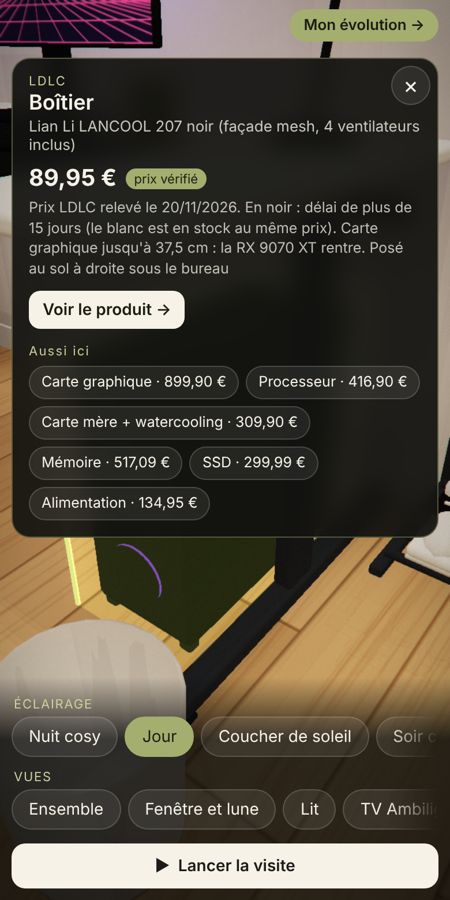 Mon évolution →
LDLC
Boîtier
Lian Li LANCOOL 207 noir (façade mesh, 4 ventilateurs
inclus)
89,95 € prix vérifié
Prix LDLC relevé le 20/11/2026. En noir : délai de plus de
15 jours (le blanc est en stock au même prix). Carte
graphique jusqu'à 37,5 cm : la RX 9070 XT rentre. Posé
au sol à droite sous le bureau
Voir le produit →
Aussi ici
Carte graphique · 899,90 € Processeur · 416,90 €
Carte mère + watercooling · 309,90 €
Mémoire · 517,09 € SSD · 299,99 €
Alimentation · 134,95 €
ÉCLAIRAGE
Nuit cosy Jour Coucher de soleil Soir
VUES
Ensemble Fenêtre et lune Lit TV
▶ Lancer la visite